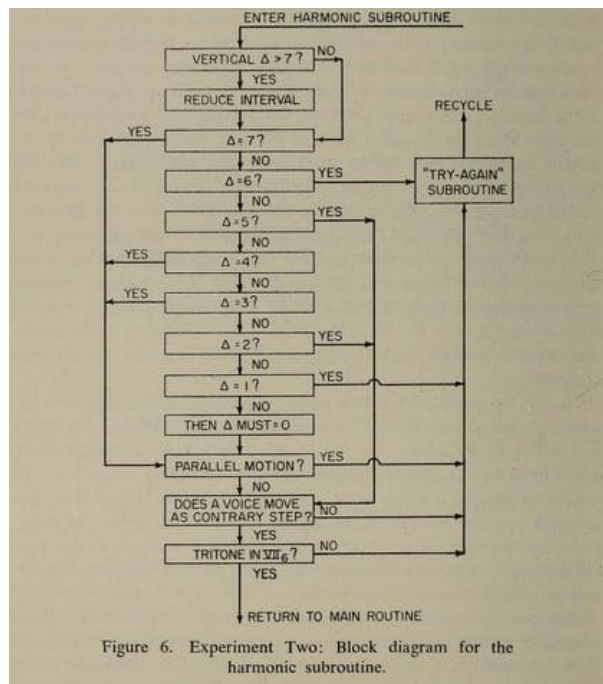 ENTER HARMONIC SUBROUTINE
VERTICAL Δ > 7 ?
NO
YES
REDUCE INTERVAL
RECYCLE
YES
Δ = 7 ?
NO
"TRY-AGAIN"
SUBROUTINE
Δ = 6 ?
YES
NO
Δ = 5 ?
YES
NO
YES
Δ = 4 ?
NO
YES
Δ = 3 ?
NO
Δ = 2 ?
YES
NO
Δ = 1 ?
YES
NO
THEN Δ MUST = 0
PARALLEL MOTION ?
YES
NO
DOES A VOICE MOVE
AS CONTRARY STEP ?
NO
YES
TRITONE IN VII₆ ?
NO
YES
RETURN TO MAIN ROUTINE
Figure 6. Experiment Two: Block diagram for the
harmonic subroutine.